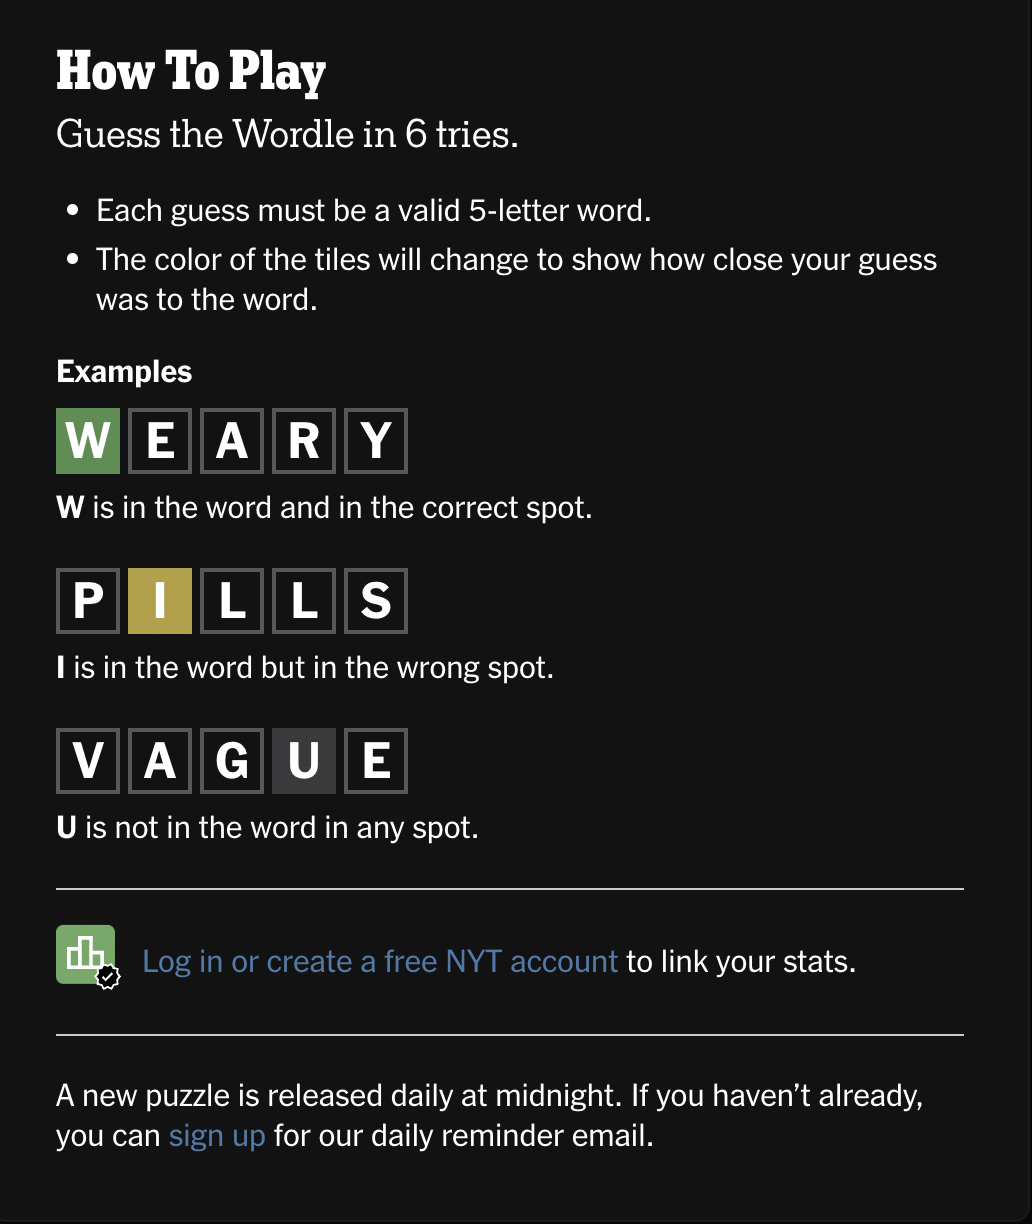 How To Play
Guess the Wordle in 6 tries.
Each guess must be a valid 5-letter word.
The color of the tiles will change to show how close your guess
was to the word.
Examples
W E A R Y
W is in the word and in the correct spot.
P I L L S
I is in the word but in the wrong spot.
V A G U E
U is not in the word in any spot.
Log in or create a free NYT account to link your stats.
A new puzzle is released daily at midnight. If you haven’t already,
you can sign up for our daily reminder email.